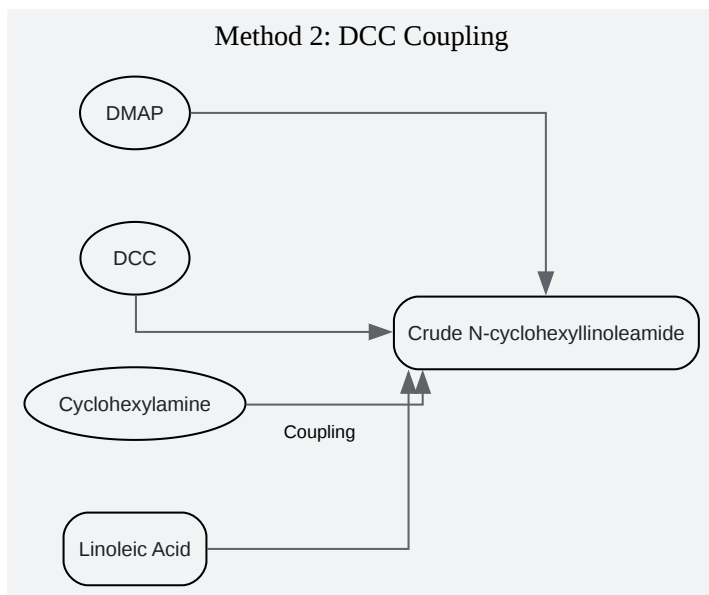 Method 2: DCC Coupling
DMAP
DCC
Crude N-cyclohexyllinoleamide
Cyclohexylamine
Coupling
Linoleic Acid